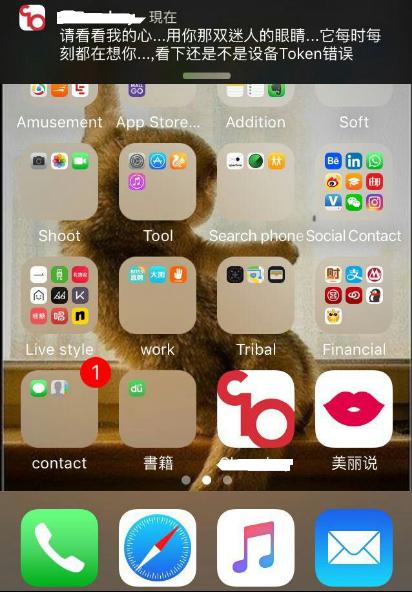 現在
请看看我的心...用你那双迷人的眼睛...它每时每
刻都在想你...,看下还是不是设备Token错误
Amusement
App Store...
Addition
Soft
Shoot
Tool
Search phone
Social Contact
Live style
work
Tribal
Financial
1
contact
書籍
美丽说